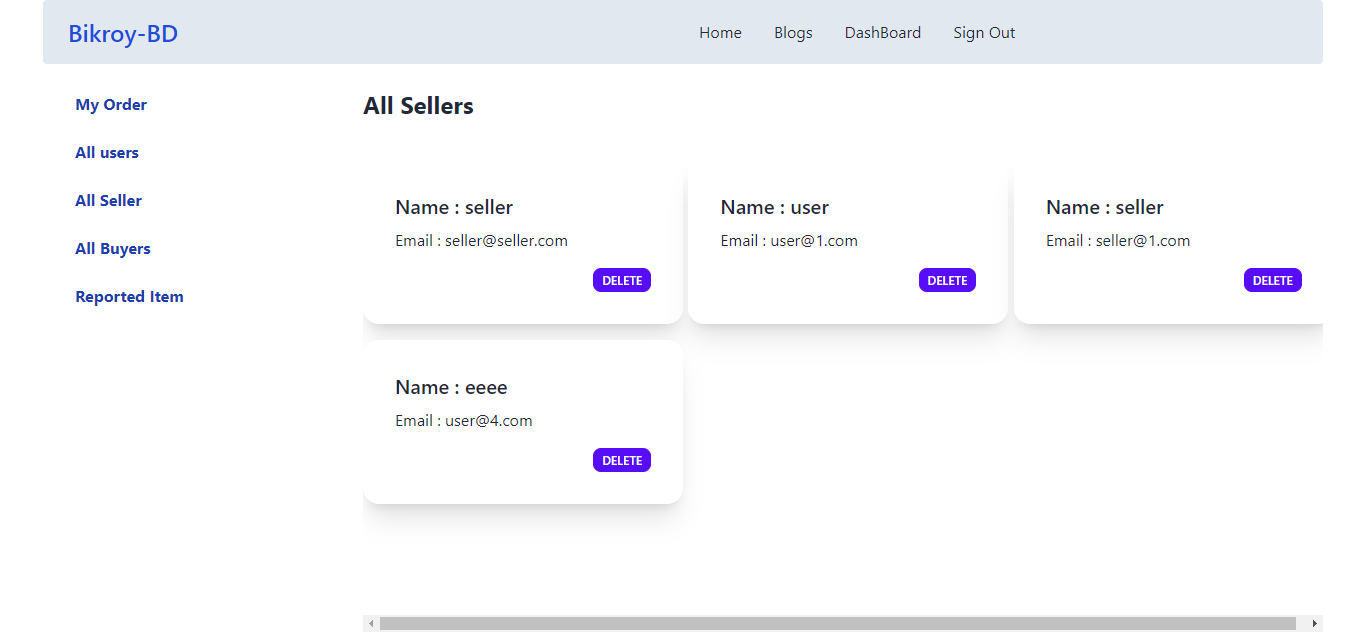 Bikroy-BD
Home Blogs DashBoard Sign Out
My Order
All users
All Seller
All Buyers
Reported Item
All Sellers
Name : seller
Email : seller@seller.com
DELETE
Name : user
Email : user@1.com
DELETE
Name : seller
Email : seller@1.com
DELETE
Name : eeee
Email : user@4.com
DELETE